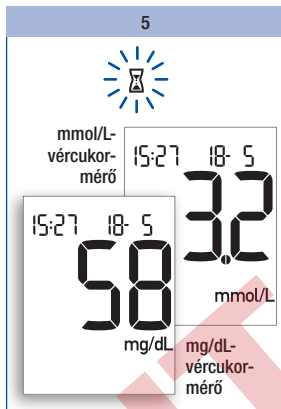 5
mmol/L-
vércukor-
mérő
15:27 18- 5
3.2
mmol/L
15:27 18- 5
58
mg/dL
mg/dL-
vércukor-
mérő